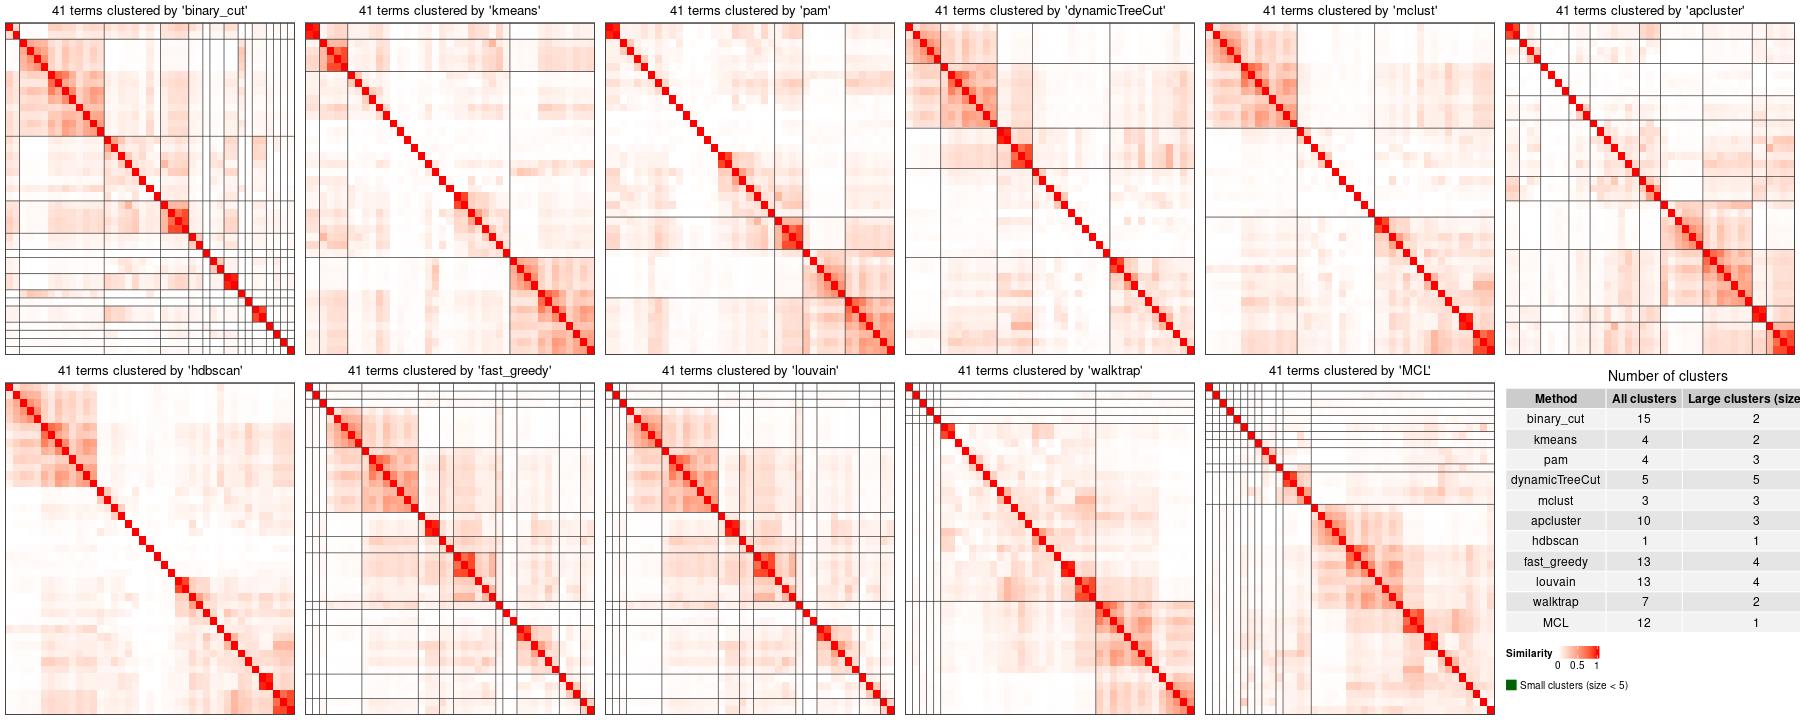 41 terms clustered by 'binary_cut'
41 terms clustered by 'kmeans'
41 terms clustered by 'pam'
41 terms clustered by 'dynamicTreeCut'
41 terms clustered by 'mclust'
41 terms clustered by 'apcluster'
41 terms clustered by 'hdbscan'
41 terms clustered by 'fast_greedy'
41 terms clustered by 'louvain'
41 terms clustered by 'walktrap'
41 terms clustered by 'MCL'
Number of clusters
Method All clusters Large clusters (size
binary_cut 15 2
kmeans 4 2
pam 4 3
dynamicTreeCut 5 5
mclust 3 3
apcluster 10 3
hdbscan 1 1
fast_greedy 13 4
louvain 13 4
walktrap 7 2
MCL 12 1
Similarity
0 0.5 1
Small clusters (size < 5)